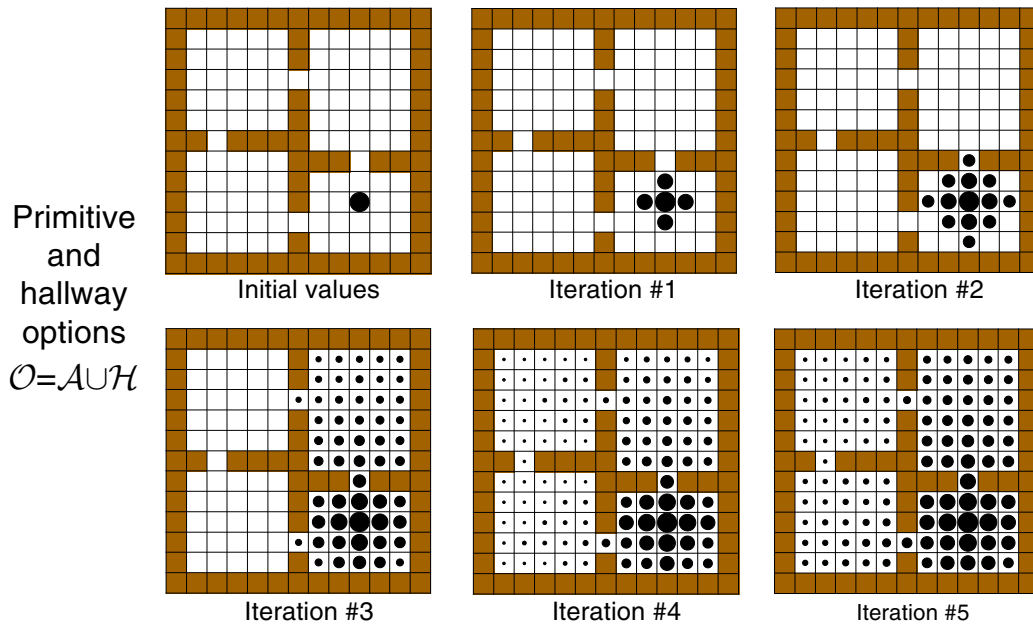 Primitive
and
hallway
options
𝒪=𝒜∪ℋ
Initial values
Iteration #1
Iteration #2
Iteration #3
Iteration #4
Iteration #5